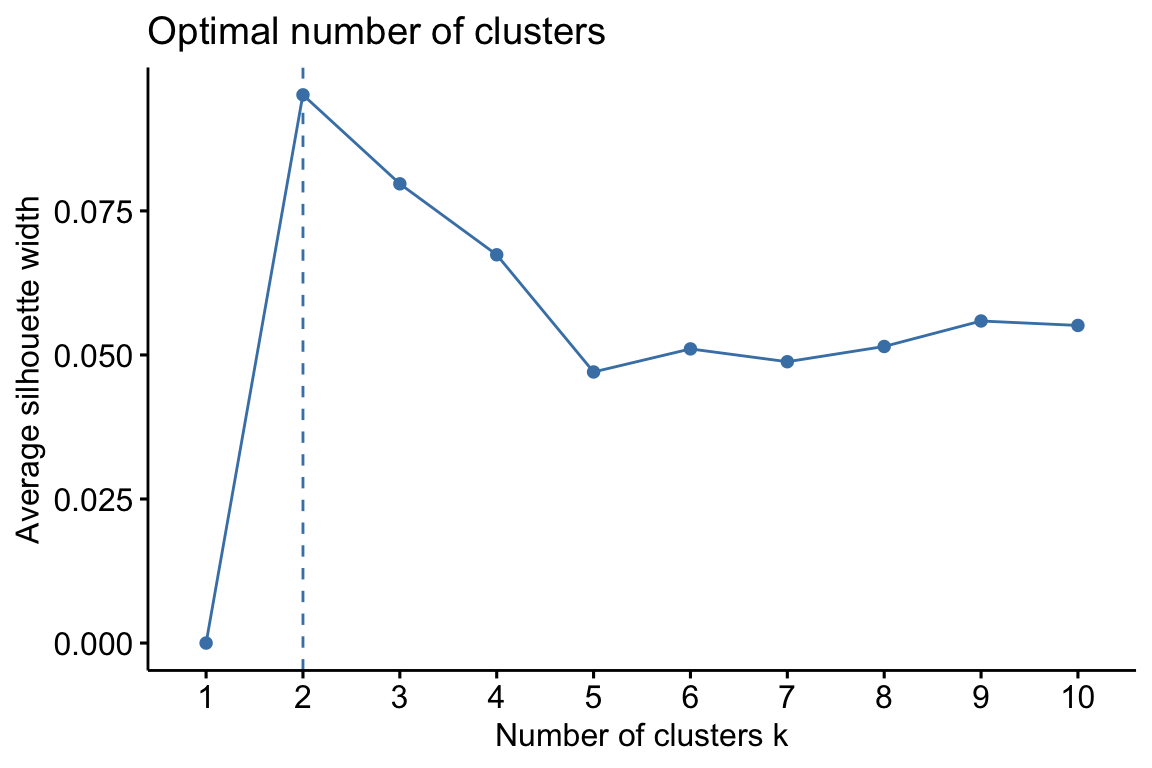 Optimal number of clusters
Average silhouette width
0.075
0.050
0.025
0.000
1 2 3 4 5 6 7 8 9 10
Number of clusters k